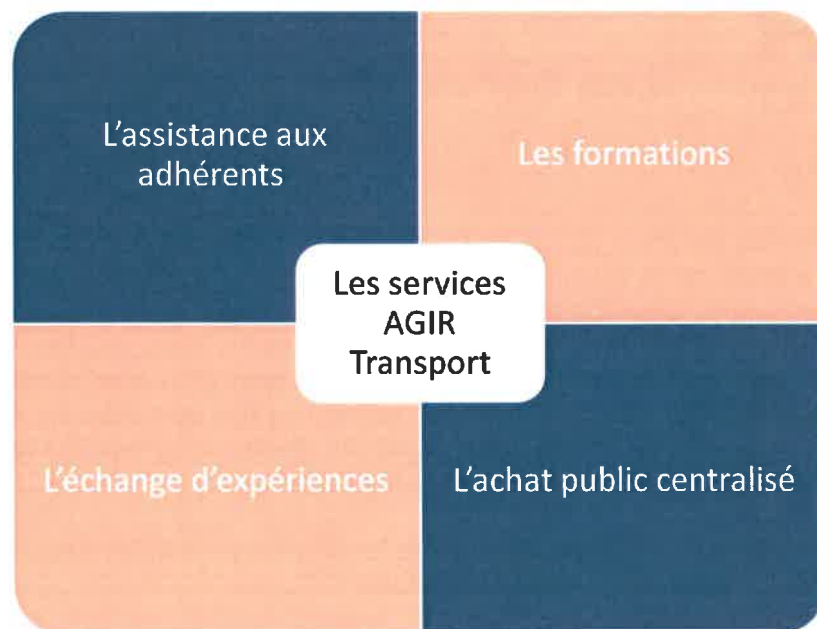 L'assistance aux
adhérents
Les formations
Les services
AGIR
Transport
L'échange d'expériences
L'achat public centralisé